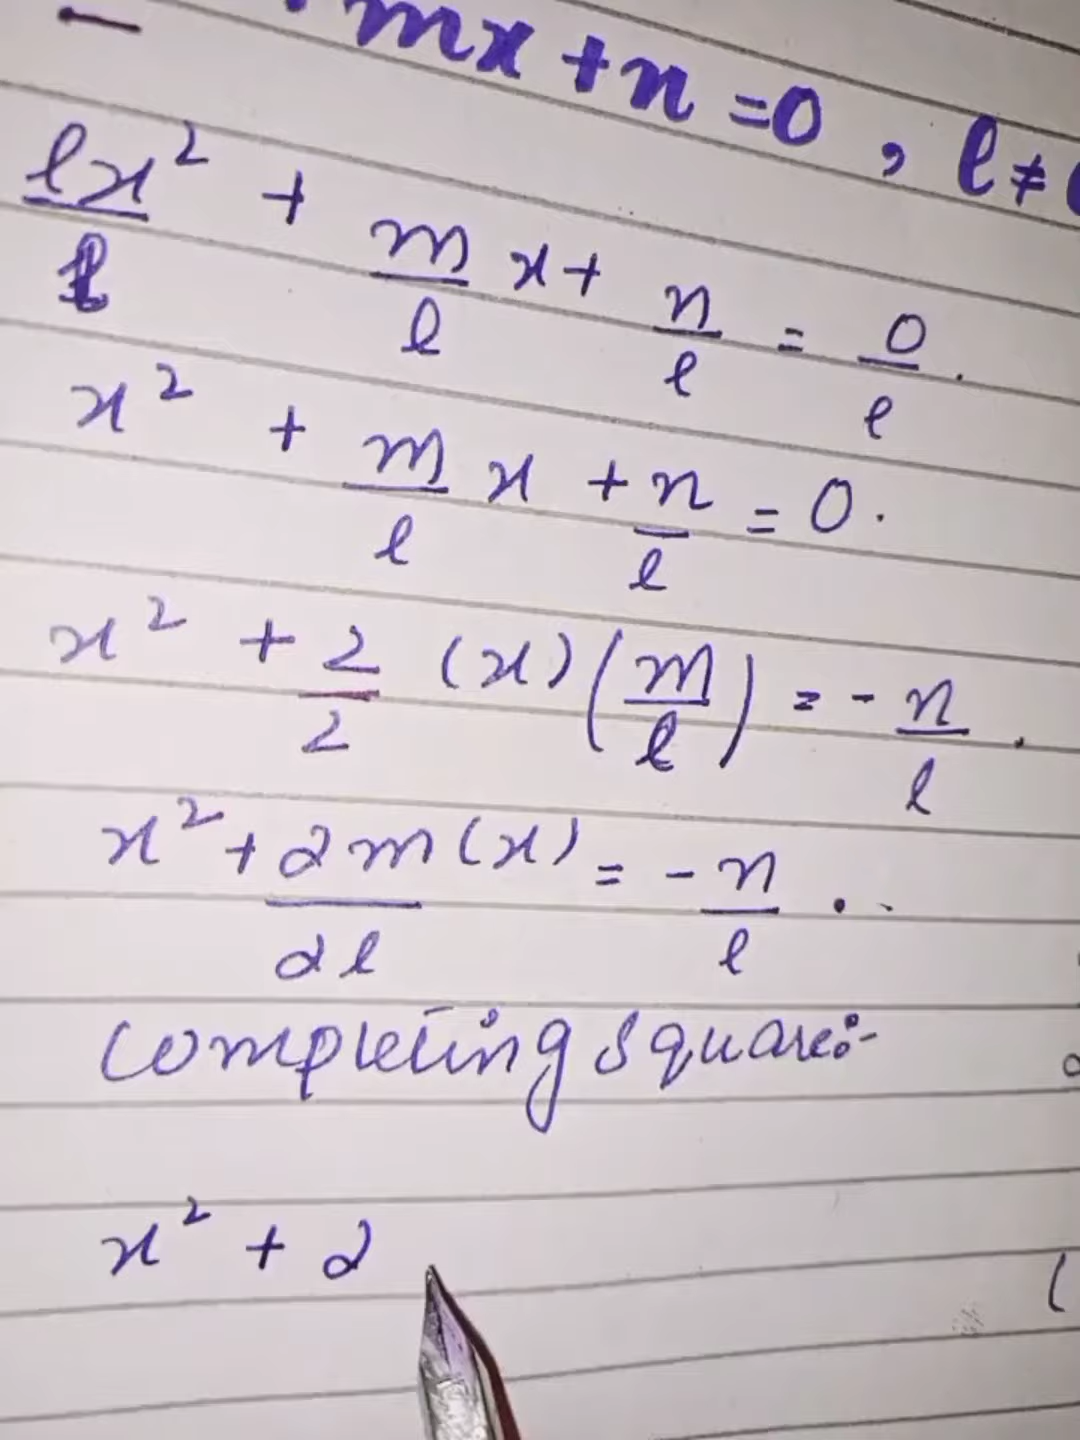 mx + n = 0 , l ≠
lx²/l + m/l x + n/l = 0/l .
x² + m/l x + n/l = 0 .
x² + 2/2 (x) (m/l) = - n/l .
x² + 2m/2l (x) = - n/l .
completing square:-
x² + 2